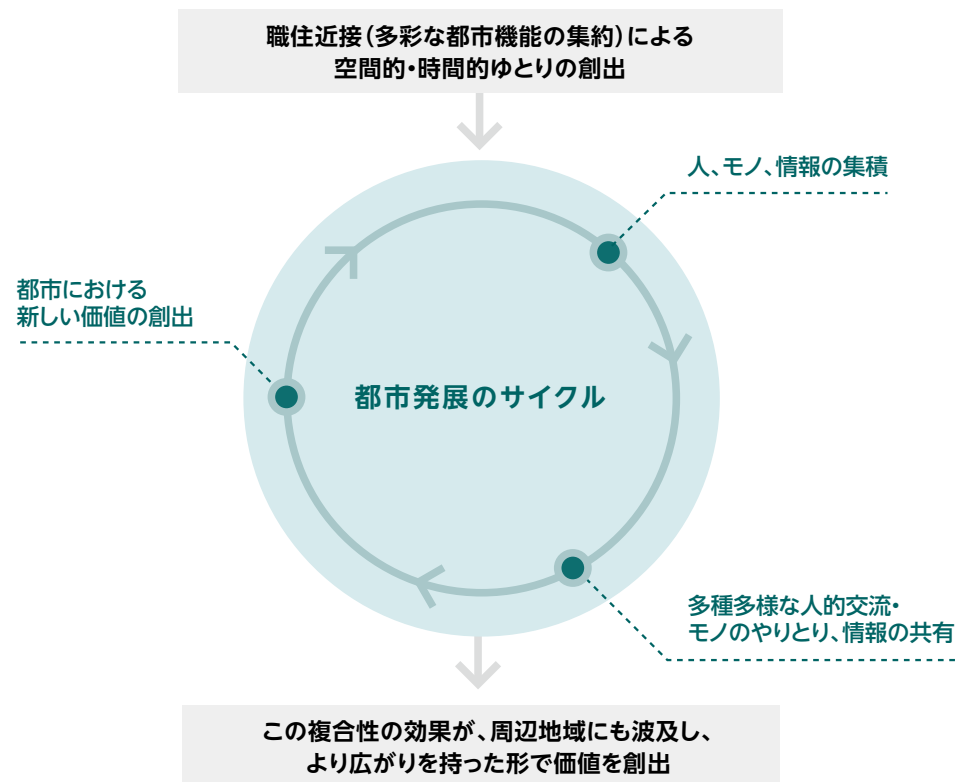 職住近接（多彩な都市機能の集約）による
空間的・時間的ゆとりの創出
人、モノ、情報の集積
都市における
新しい価値の創出
都市発展のサイクル
多種多様な人的交流・
モノのやりとり、情報の共有
この複合性の効果が、周辺地域にも波及し、
より広がりを持った形で価値を創出